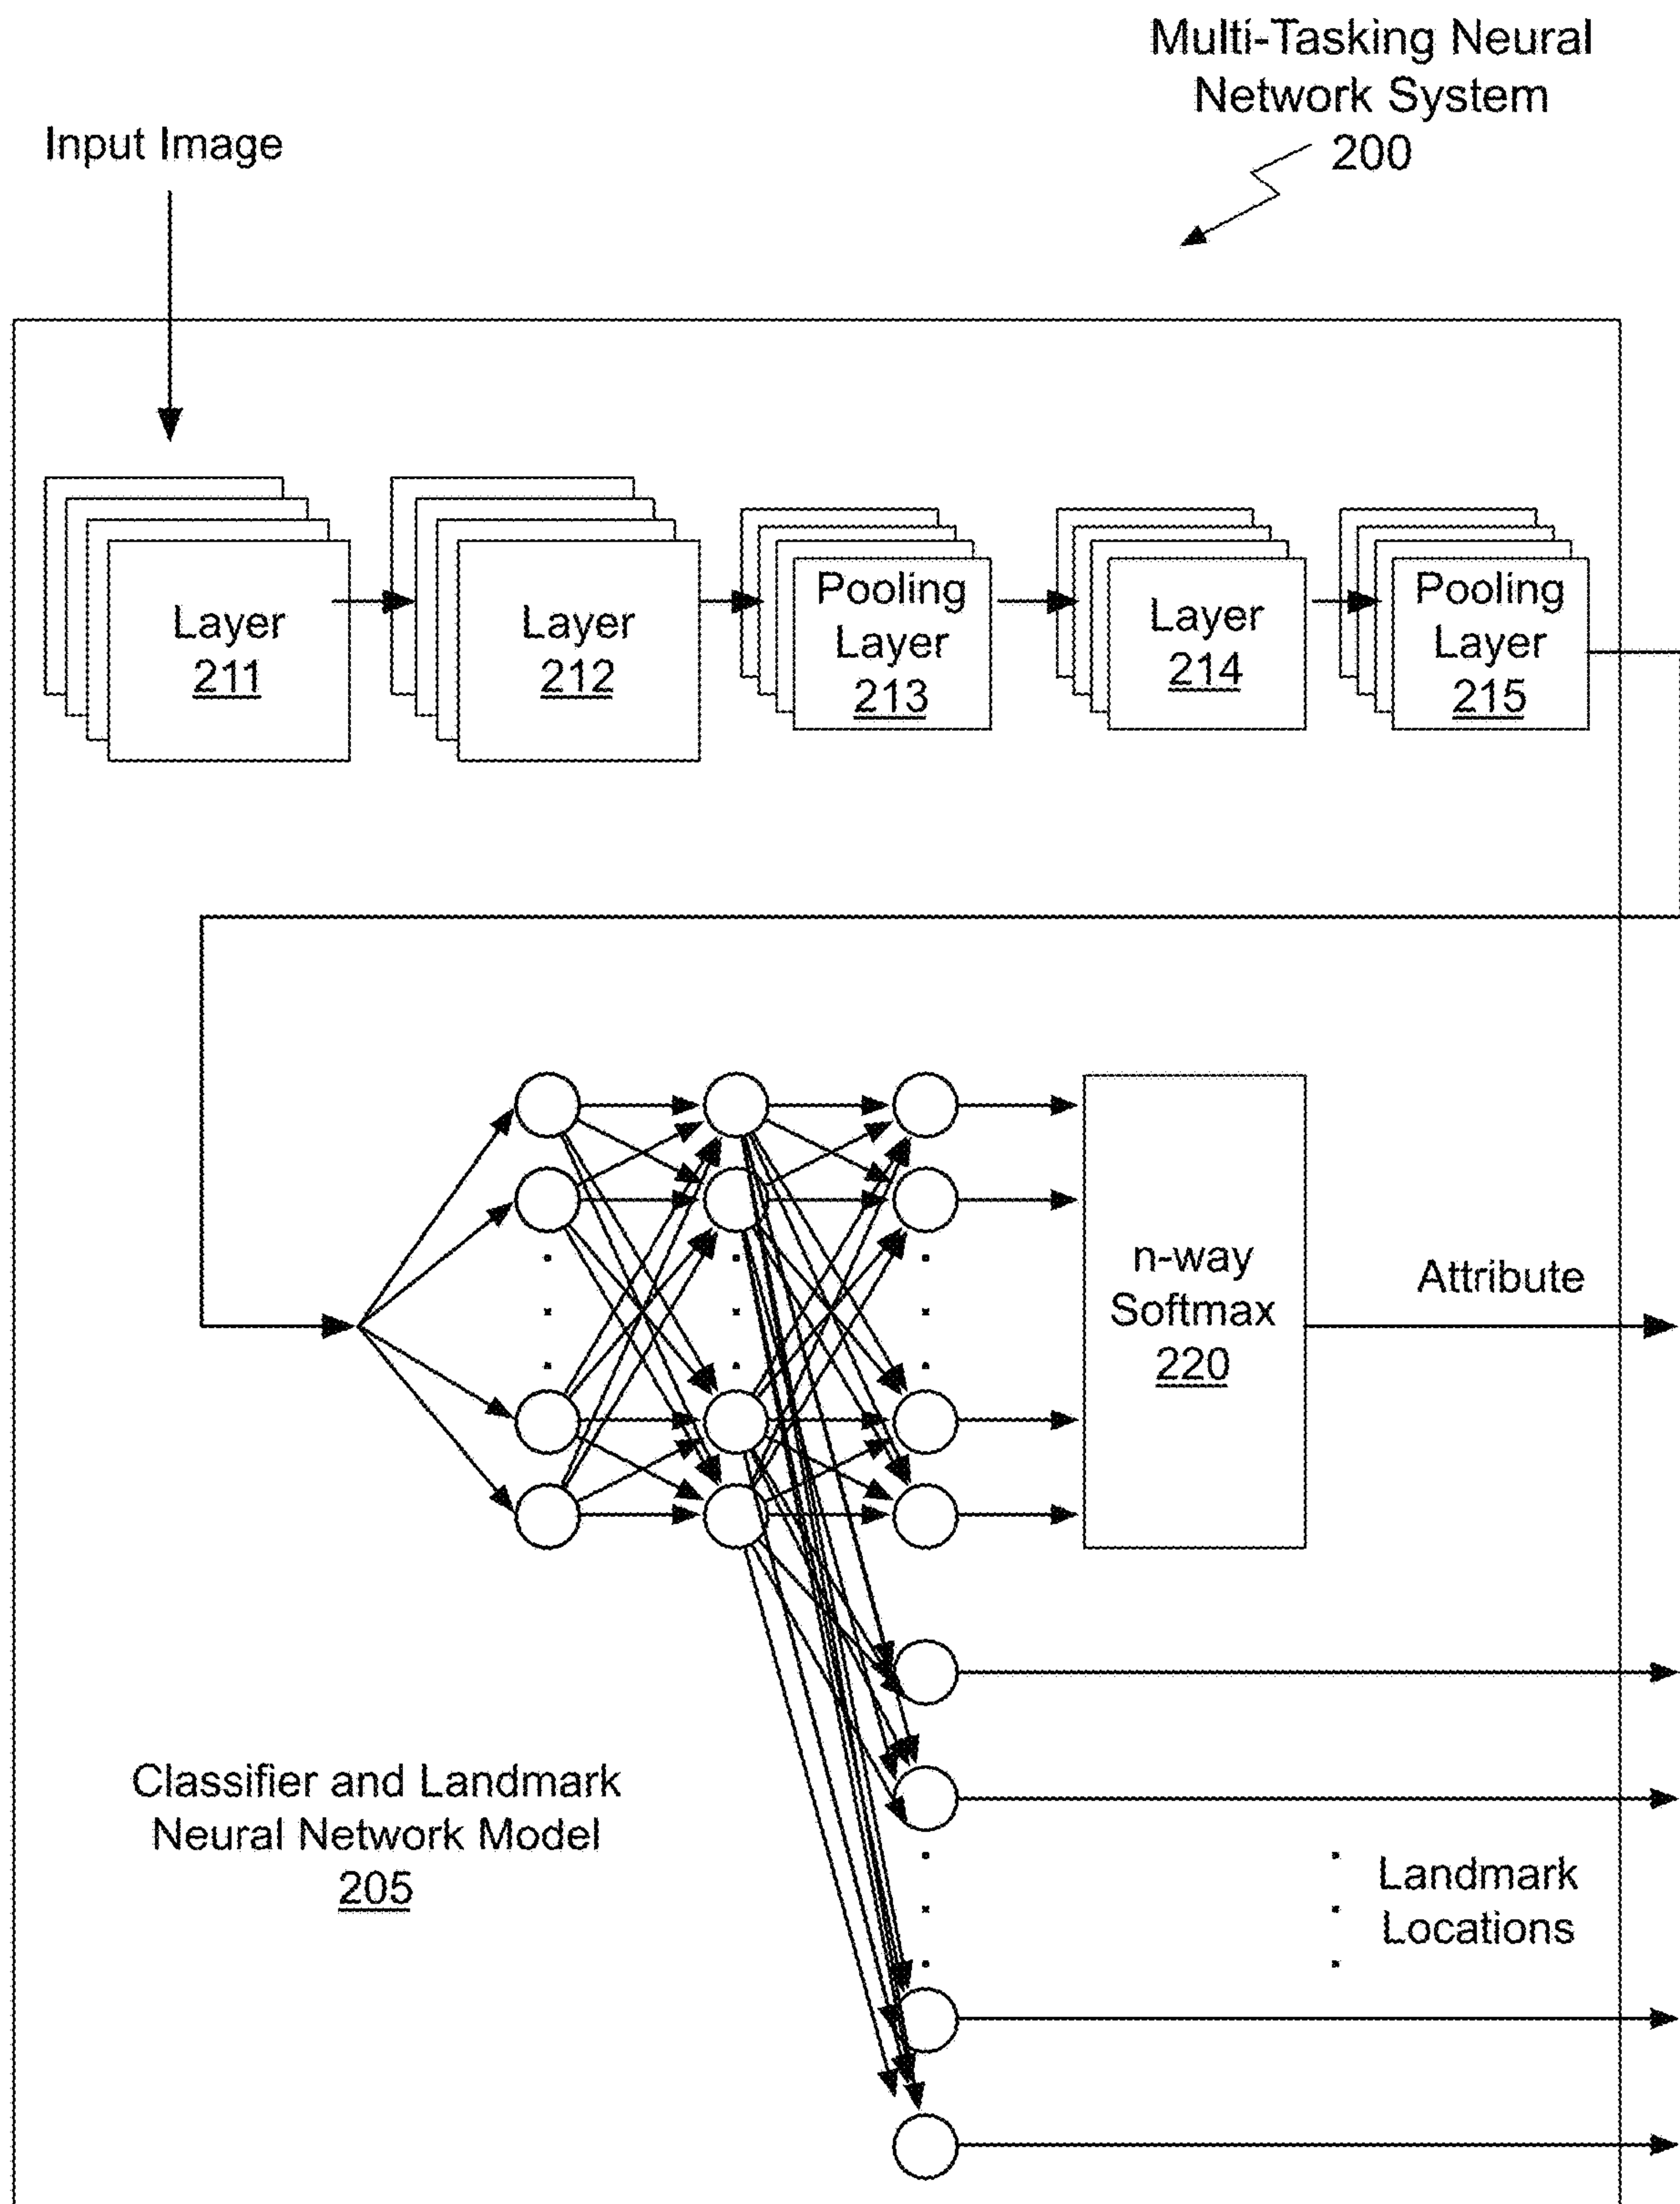 Multi-Tasking Neural
Network System
200
Input Image
Layer
211
Layer
212
Pooling
Layer
213
Layer
214
Pooling
Layer
215
n-way
Softmax
220
Attribute
Classifier and Landmark
Neural Network Model
205
Landmark
Locations